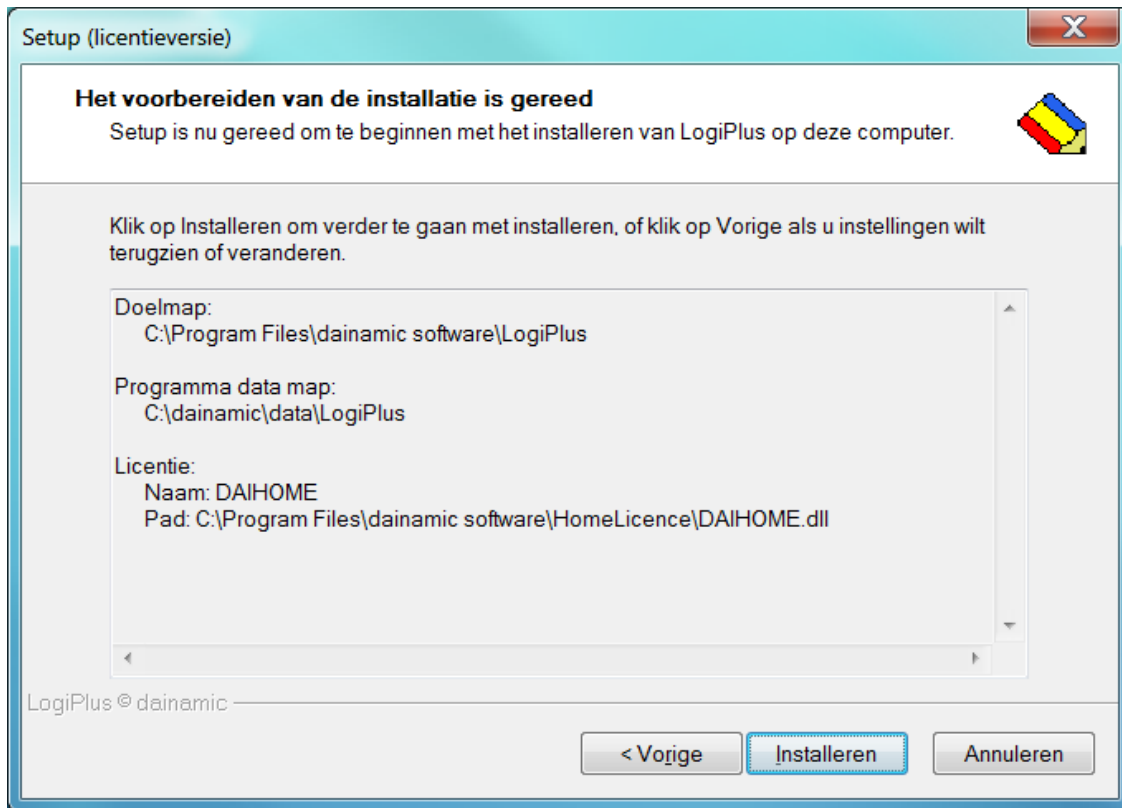 Setup (licentieversie)
Het voorbereiden van de installatie is gereed
Setup is nu gereed om te beginnen met het installeren van LogiPlus op deze computer.
Klik op Installeren om verder te gaan met installeren, of klik op Vorige als u instellingen wilt
terugzien of veranderen.
Doelmap:
C:\Program Files\dainamic software\LogiPlus
Programma data map:
C:\dainamic\data\LogiPlus
Licentie:
Naam: DAIHOME
Pad: C:\Program Files\dainamic software\HomeLicence\DAIHOME.dll
LogiPlus © dainamic
< Vorige
Installeren
Annuleren